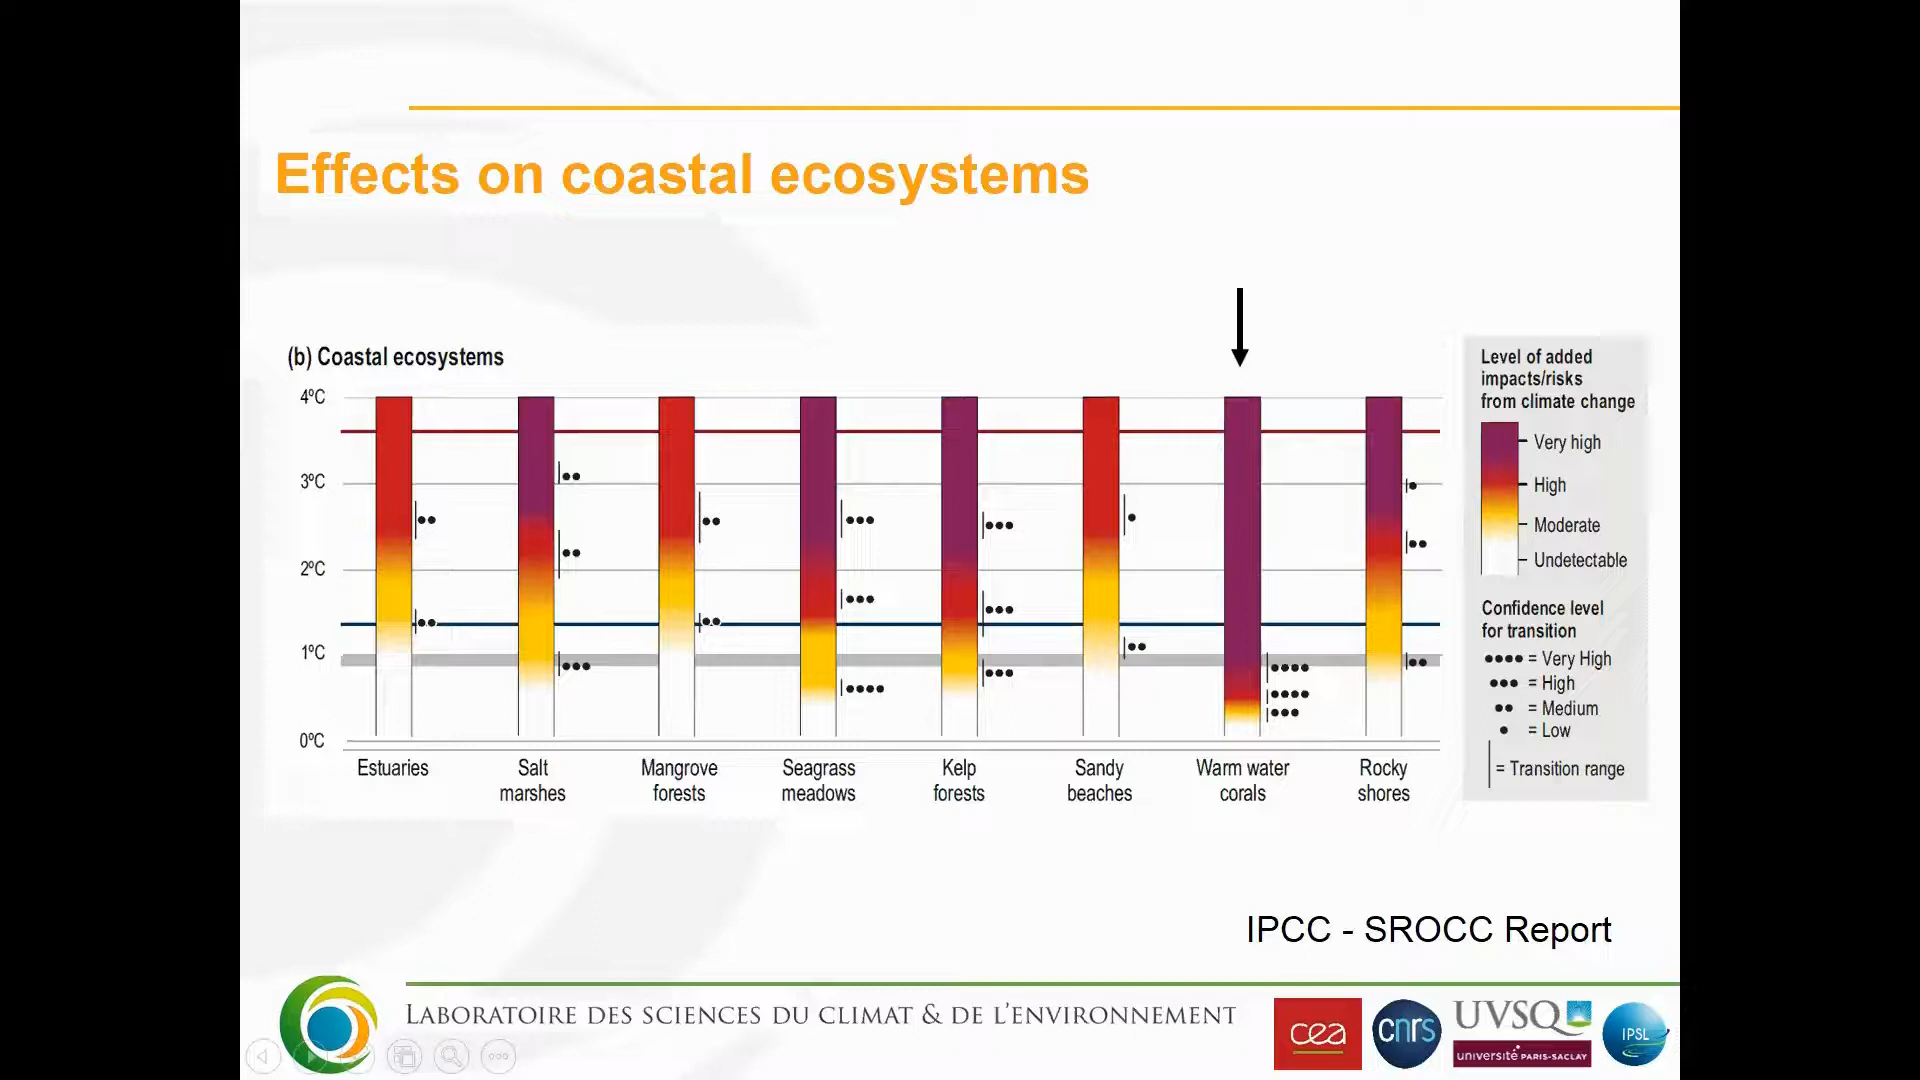 Effects on coastal ecosystems
(b) Coastal ecosystems
4ºC
3ºC
2ºC
1ºC
0ºC
Estuaries
Salt
marshes
Mangrove
forests
Seagrass
meadows
Kelp
forests
Sandy
beaches
Warm water
corals
Rocky
shores
Level of added
impacts/risks
from climate change
Very high
High
Moderate
Undetectable
Confidence level
for transition
•••• = Very High
••• = High
•• = Medium
• = Low
= Transition range
IPCC - SROCC Report
LABORATOIRE DES SCIENCES DU CLIMAT & DE L'ENVIRONNEMENT
cea
cnrs
UVSQ
université PARIS-SACLAY
IPSL